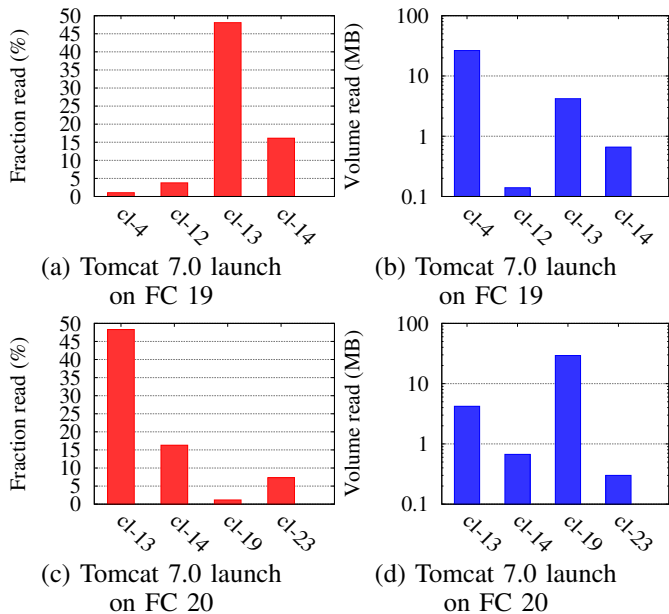 Fraction read (%)
50
45
40
35
30
25
20
15
10
5
0
cl-4
cl-12
cl-13
cl-14
(a) Tomcat 7.0 launch
on FC 19
Volume read (MB)
100
10
1
0.1
cl-4
cl-12
cl-13
cl-14
(b) Tomcat 7.0 launch
on FC 19
Fraction read (%)
50
45
40
35
30
25
20
15
10
5
0
cl-13
cl-14
cl-19
cl-23
(c) Tomcat 7.0 launch
on FC 20
Volume read (MB)
100
10
1
0.1
cl-13
cl-14
cl-19
cl-23
(d) Tomcat 7.0 launch
on FC 20